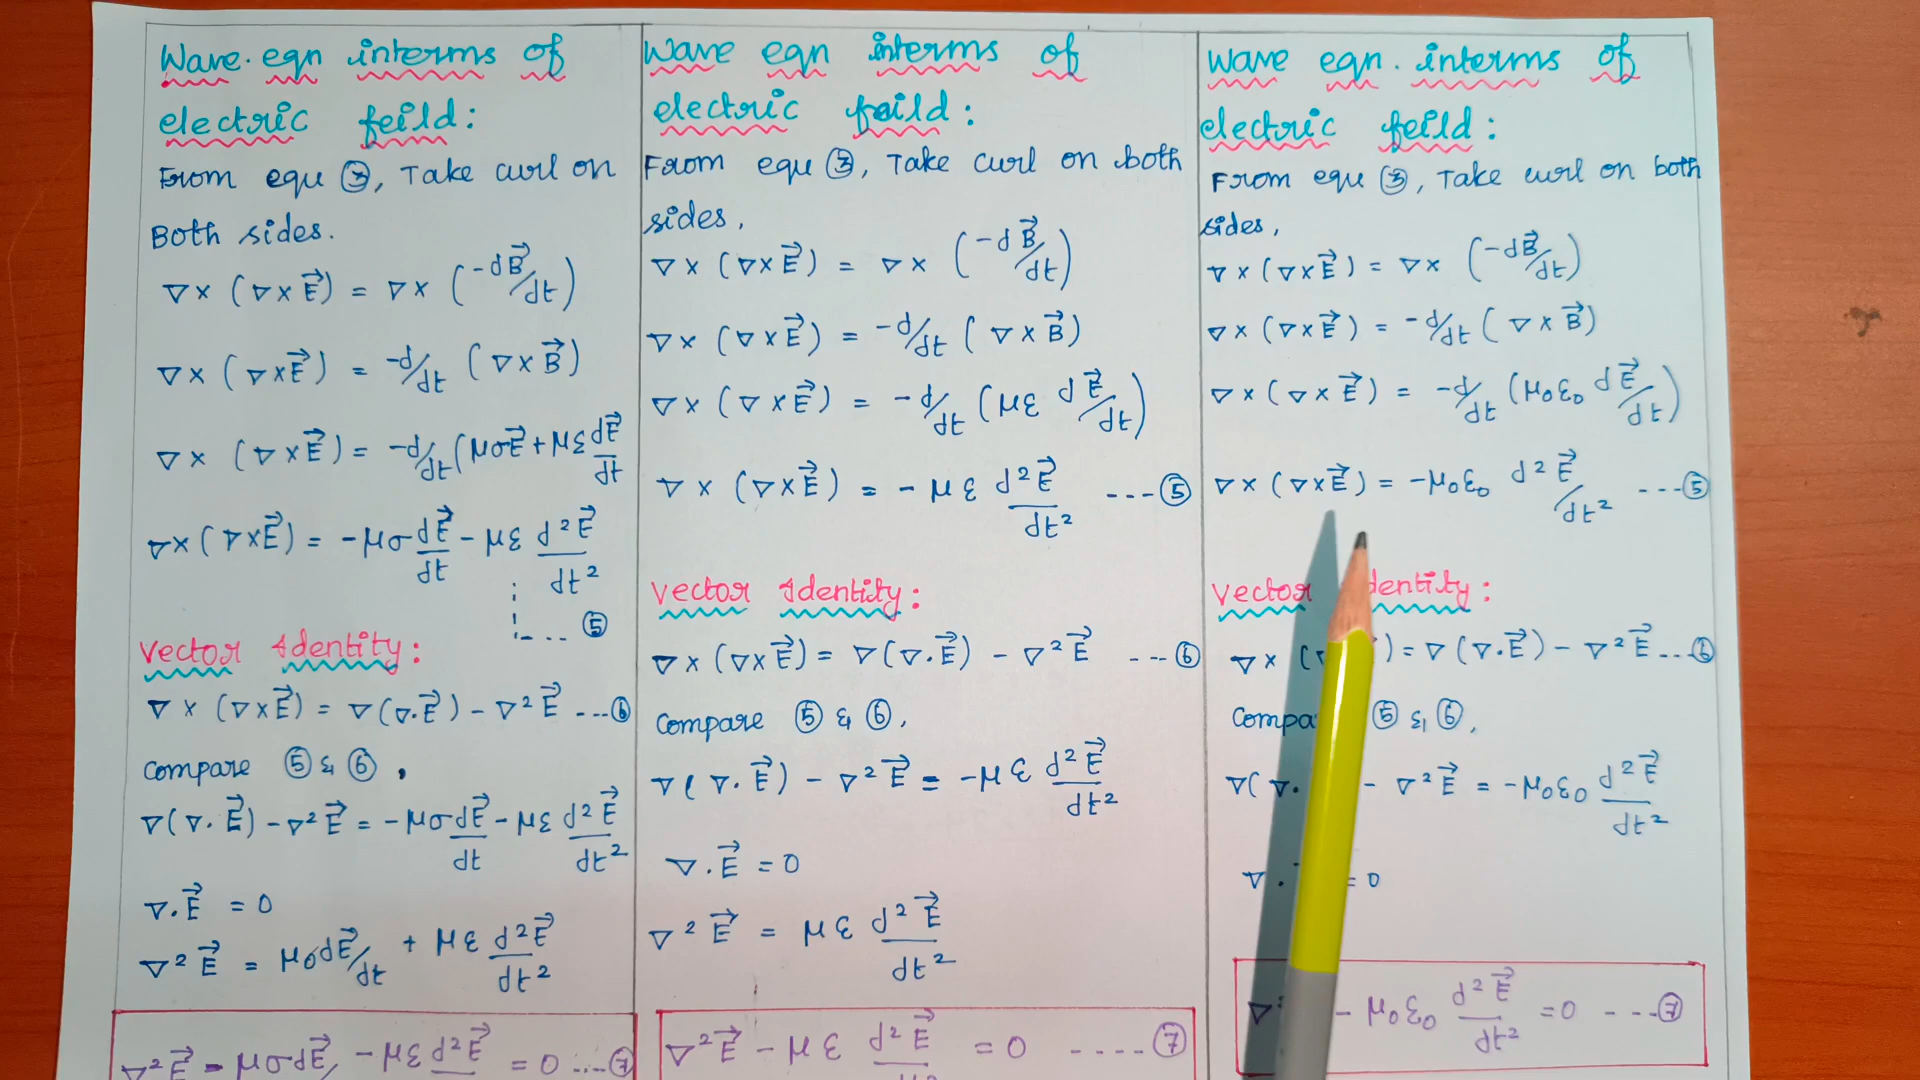 Wave. eqn interms of
electric feild:
From equ ③, Take curl on
Both sides.
∇ × (∇ × E⃗) = ∇ × (-dB⃗/dt)
∇ × (∇ × E⃗) = -d/dt (∇ × B⃗)
∇ × (∇ × E⃗) = -d/dt (μσE⃗ + με dE⃗/dt
∇ × (∇ × E⃗) = -μσ dE⃗/dt - με d²E⃗/dt²
---- ⑤
Vector Identity:
∇ × (∇ × E⃗) = ∇(∇.E⃗) - ∇²E⃗ ---⑥
compare ⑤ & ⑥,
∇(∇.E⃗) - ∇²E⃗ = -μσ dE⃗/dt - με d²E⃗/dt²
∇.E⃗ = 0
∇²E⃗ = μσ dE⃗/dt + με d²E⃗/dt²
∇²E⃗ - μσ dE⃗/ - με d²E⃗ = 0 ...⑦
Wave eqn interms of
electric feild:
From equ ③, Take curl on both
sides,
∇ × (∇ × E⃗) = ∇ × (-dB⃗/dt)
∇ × (∇ × E⃗) = -d/dt (∇ × B⃗)
∇ × (∇ × E⃗) = -d/dt (με dE⃗/dt)
∇ × (∇ × E⃗) = -με d²E⃗/dt² ---⑤
Vector Identity:
∇ × (∇ × E⃗) = ∇(∇.E⃗) - ∇²E⃗ ---⑥
compare ⑤ & ⑥,
∇(∇.E⃗) - ∇²E⃗ = -με d²E⃗/dt²
∇.E⃗ = 0
∇²E⃗ = με d²E⃗/dt²
∇²E⃗ - με d²E⃗ = 0 ----⑦
Wave eqn. interms of
electric feild:
From equ ③, Take curl on both
sides,
∇ × (∇ × E⃗) = ∇ × (-dB⃗/dt)
∇ × (∇ × E⃗) = -d/dt (∇ × B⃗)
∇ × (∇ × E⃗) = -d/dt (μ₀ε₀ dE⃗/dt)
∇ × (∇ × E⃗) = -μ₀ε₀ d²E⃗/dt² ---⑤
Vector dentity:
∇ × ( ) = ∇(∇.E⃗) - ∇²E⃗ ---⑥
Compa ⑤ & ⑥,
∇(∇. - ∇²E⃗ = -μ₀ε₀ d²E⃗/dt²
∇. = 0
∇² - μ₀ε₀ d²E⃗/dt² = 0 ---⑦